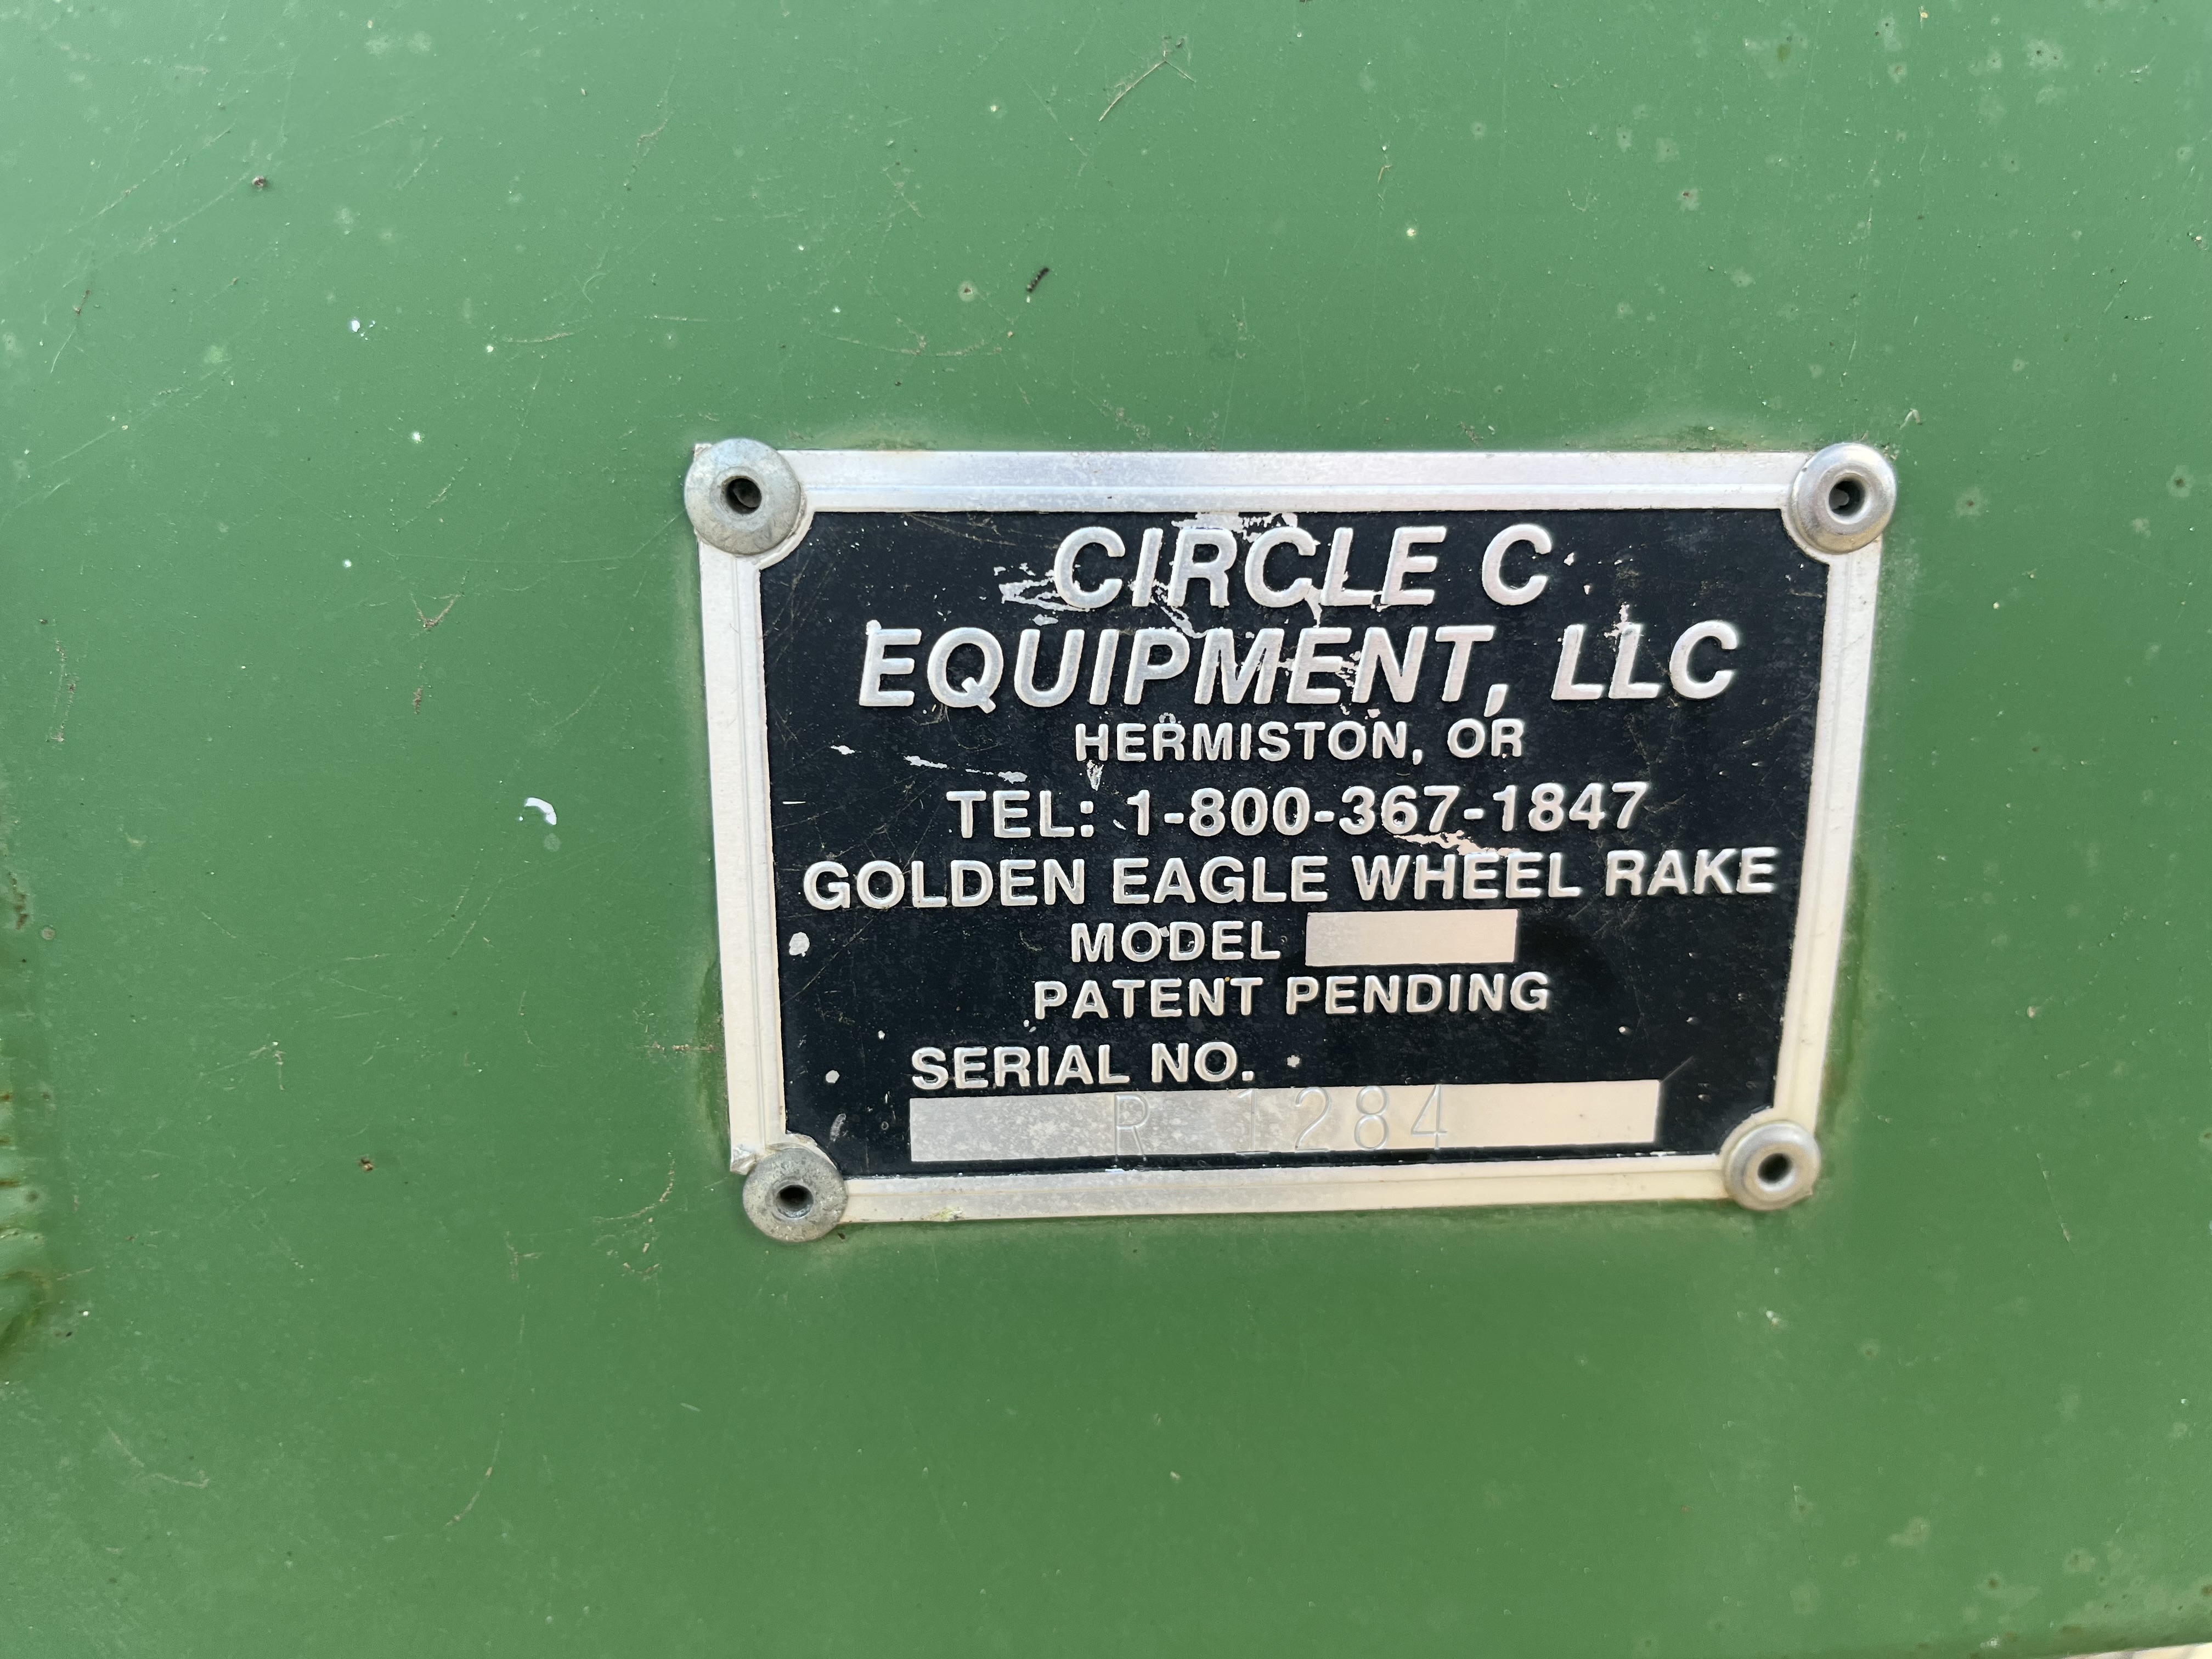 CIRCLE C
EQUIPMENT, LLC
HERMISTON, OR
TEL: 1-800-367-1847
GOLDEN EAGLE WHEEL RAKE
MODEL
PATENT PENDING
SERIAL NO.
R 1284